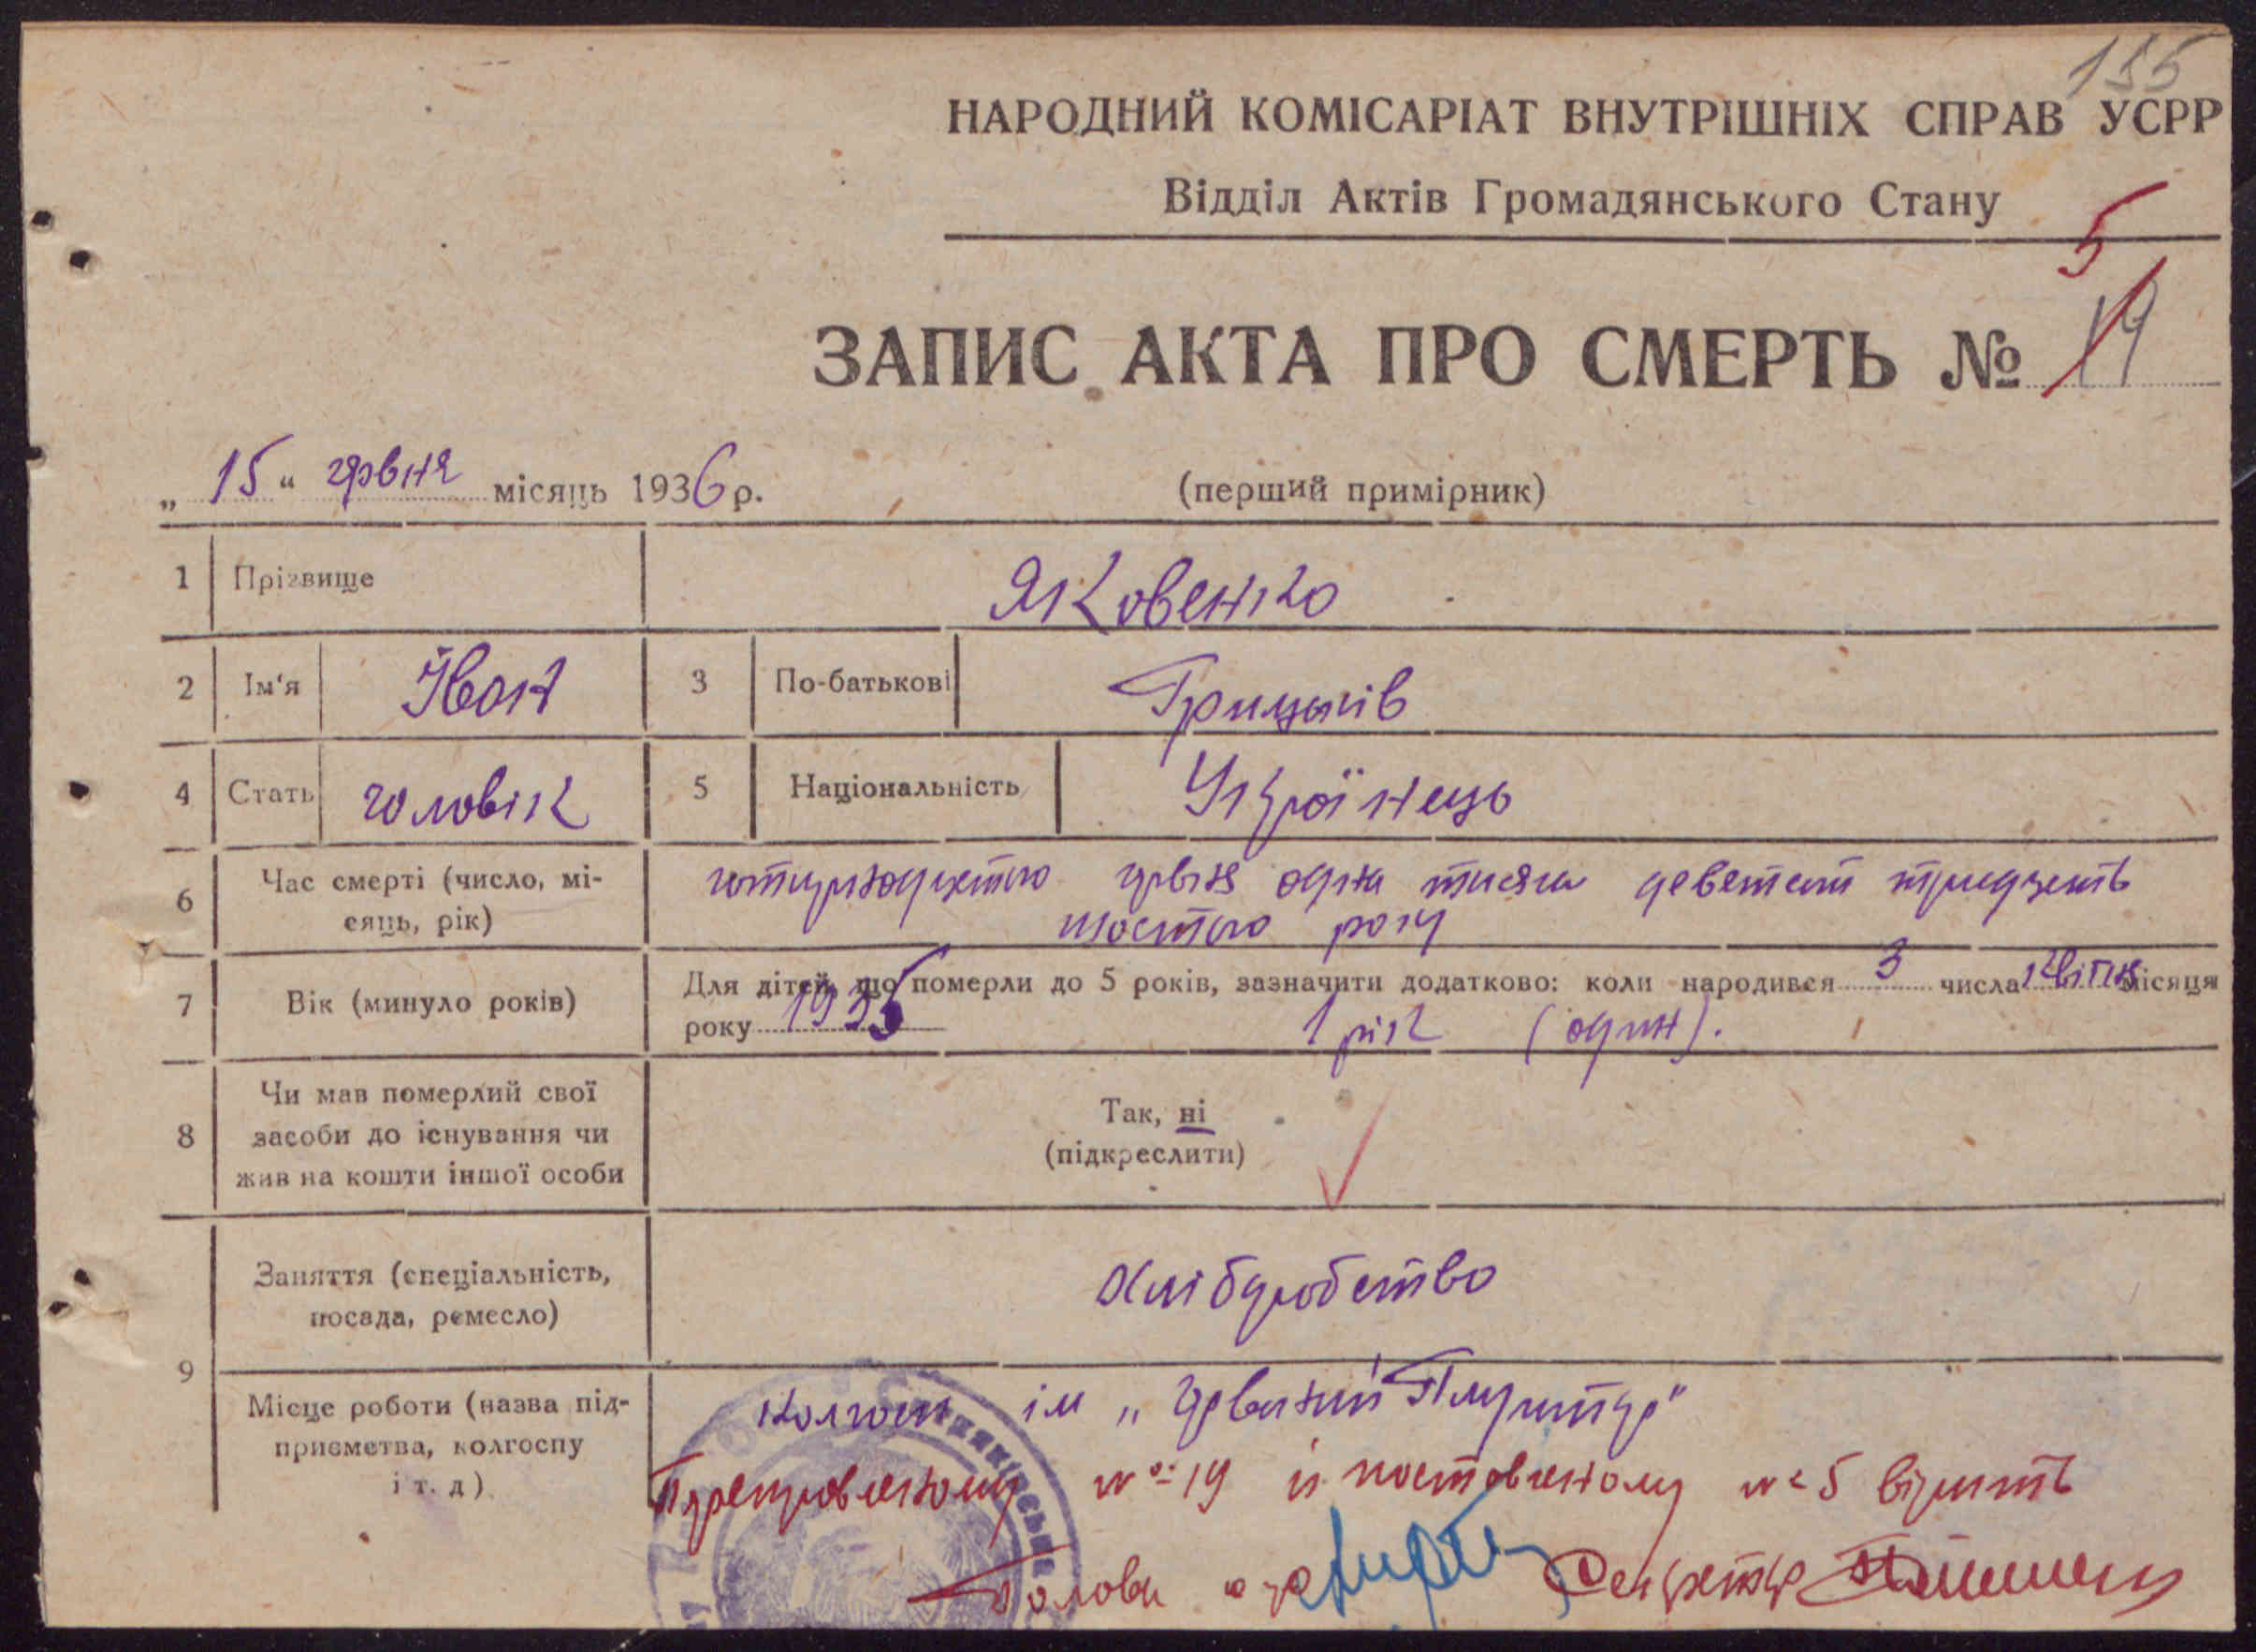 155
НАРОДНИЙ КОМІСАРІАТ ВНУТРІШНІХ СПРАВ УСРР
Відділ Актів Громадянського Стану
5
ЗАПИС АКТА ПРО СМЕРТЬ № 19
„15“ червня місяць 1936 р. (перший примірник)
1 Прізвище Яковенко
2 Ім‘я Іван 3 По-батькові Грицьків
4 Стать чоловік 5 Національність Українець
6 Час смерті (число, місяць, рік) червня одна тисяча девятсот тридцять
шостого року
7 Вік (минуло років) Для дітей, що померли до 5 років, зазначити додатково: коли народився 3 числа квітня місяця
року 1935 1 рік (один).
8 Чи мав померлий свої
засоби до існування чи
жив на кошти іншої особи
Так, ні
(підкреслити)
9 Заняття (спеціальність,
посада, ремесло)
Хліборобство
Місце роботи (назва під-
приємства, колгоспу
і т. д.)
колгосп ім „Червоний
№ 19 и поставленому № 5 вірить
Голова с/р Секретар